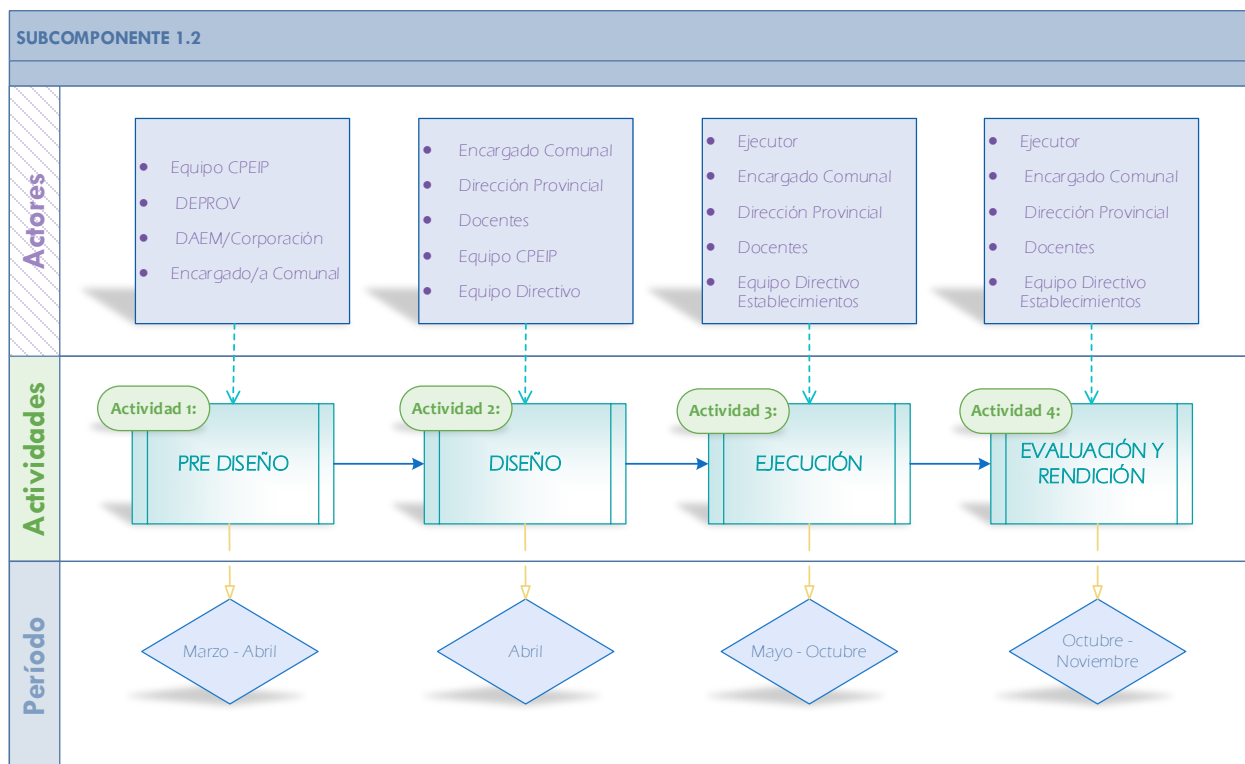 SUBCOMPONENTE 1.2
Actores
• Equipo CPEIP
• DEPROV
• DAEM/Corporación
• Encargado/a Comunal
• Encargado Comunal
• Dirección Provincial
• Docentes
• Equipo CPEIP
• Equipo Directivo
• Ejecutor
• Encargado Comunal
• Dirección Provincial
• Docentes
• Equipo Directivo
Establecimientos
• Ejecutor
• Encargado Comunal
• Dirección Provincial
• Docentes
• Equipo Directivo
Establecimientos
Actividades
Actividad 1:
PRE DISEÑO
Actividad 2:
DISEÑO
Actividad 3:
EJECUCIÓN
Actividad 4:
EVALUACIÓN Y
RENDICIÓN
Período
Marzo - Abril
Abril
Mayo - Octubre
Octubre -
Noviembre